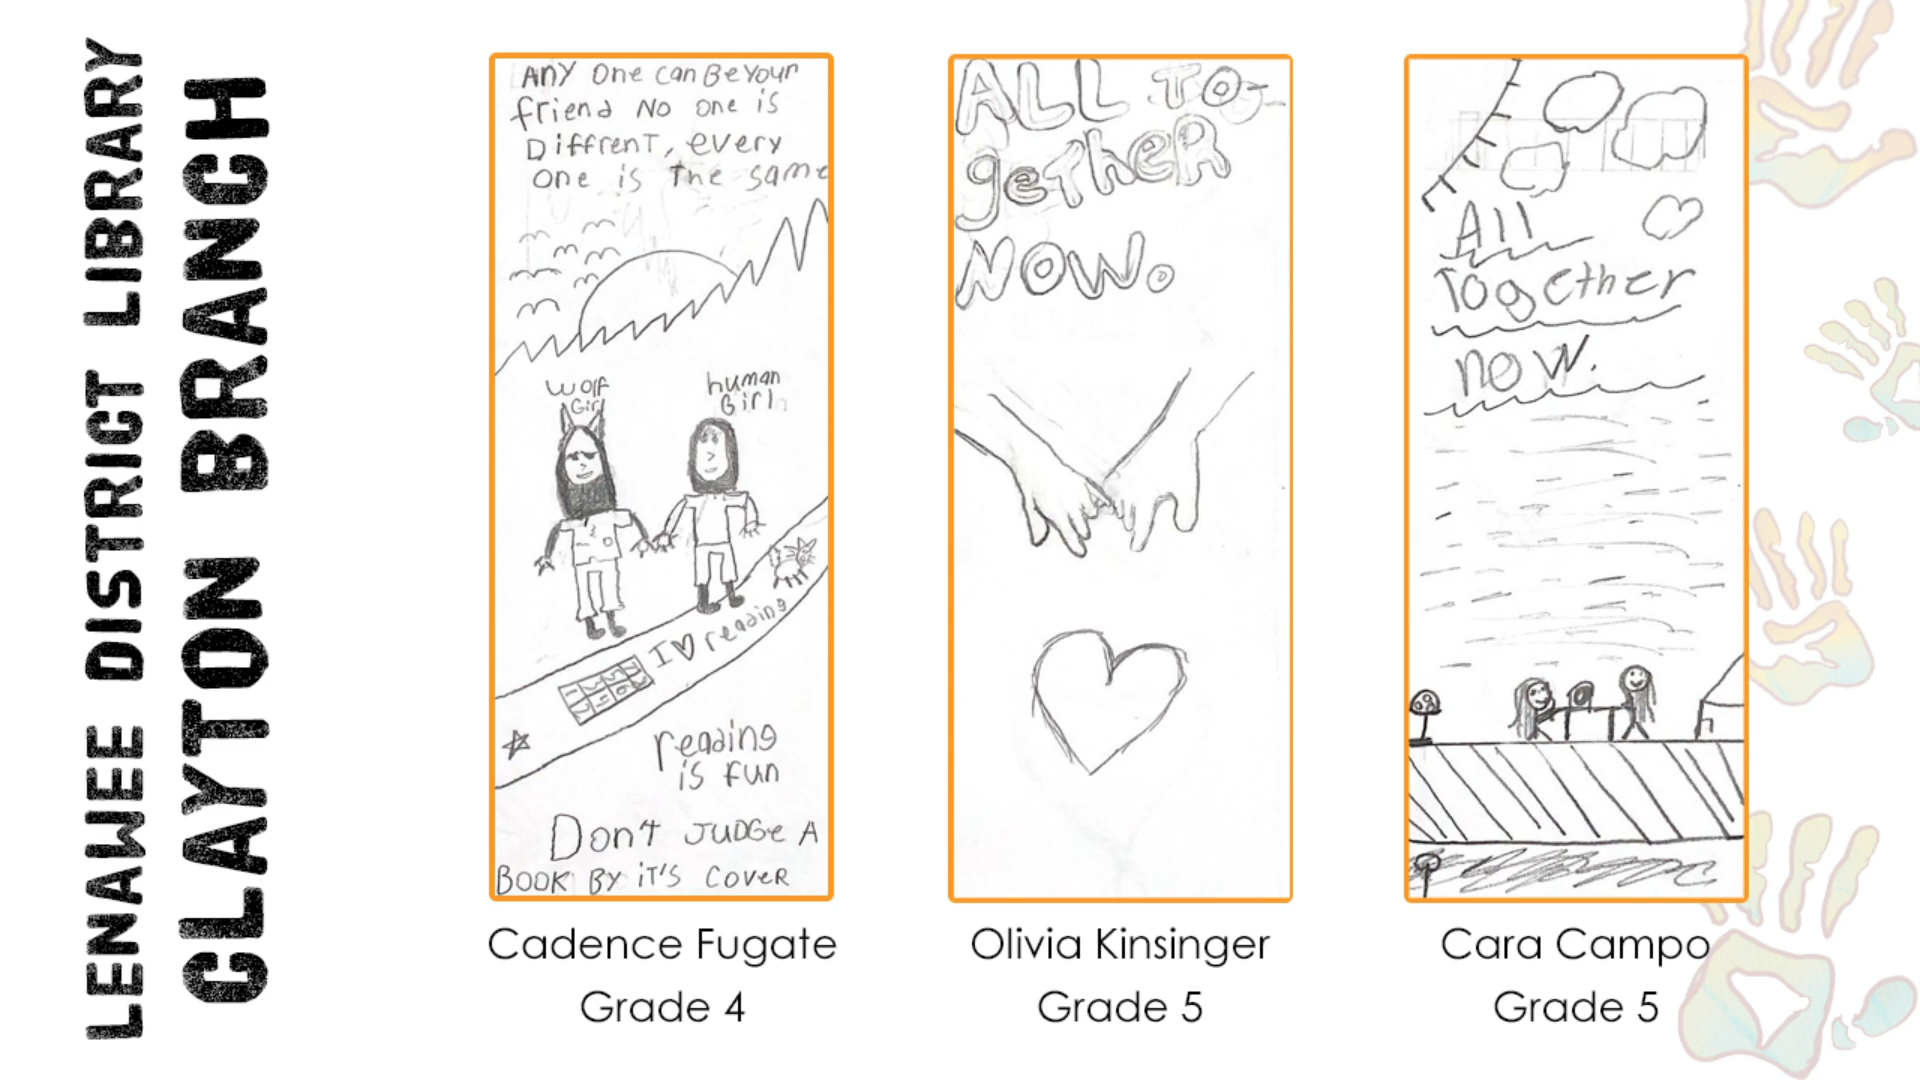 LENAWEE DISTRICT LIBRARY
CLAYTON BRANCH
ANY One can Be Your
friend No one is
Diffrent, every
one is The same
wolf
Girl
human
Girl
I ♡ reading
reading
is fun
Don't JUDGe A
BOOK BY iT'S COVeR
Cadence Fugate
Grade 4
ALL TO-
geTheR
NOW.
Olivia Kinsinger
Grade 5
All
Together
now.
Cara Campo
Grade 5